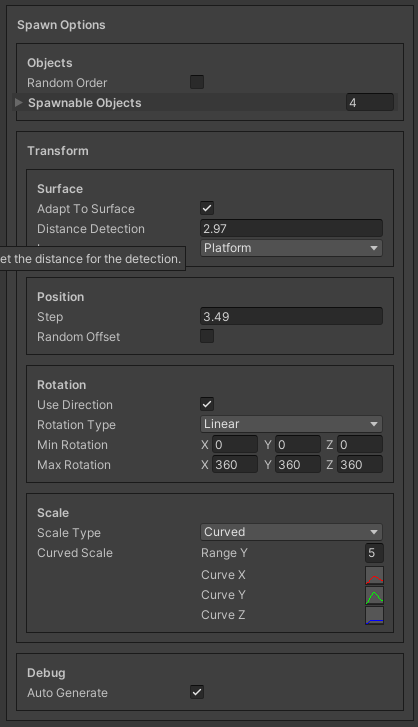 Spawn Options
Objects
Random Order
Spawnable Objects 4
Transform
Surface
Adapt To Surface
Distance Detection 2.97
Platform
et the distance for the detection.
Position
Step 3.49
Random Offset
Rotation
Use Direction
Rotation Type Linear
Min Rotation X 0 Y 0 Z 0
Max Rotation X 360 Y 360 Z 360
Scale
Scale Type Curved
Curved Scale Range Y 5
Curve X
Curve Y
Curve Z
Debug
Auto Generate